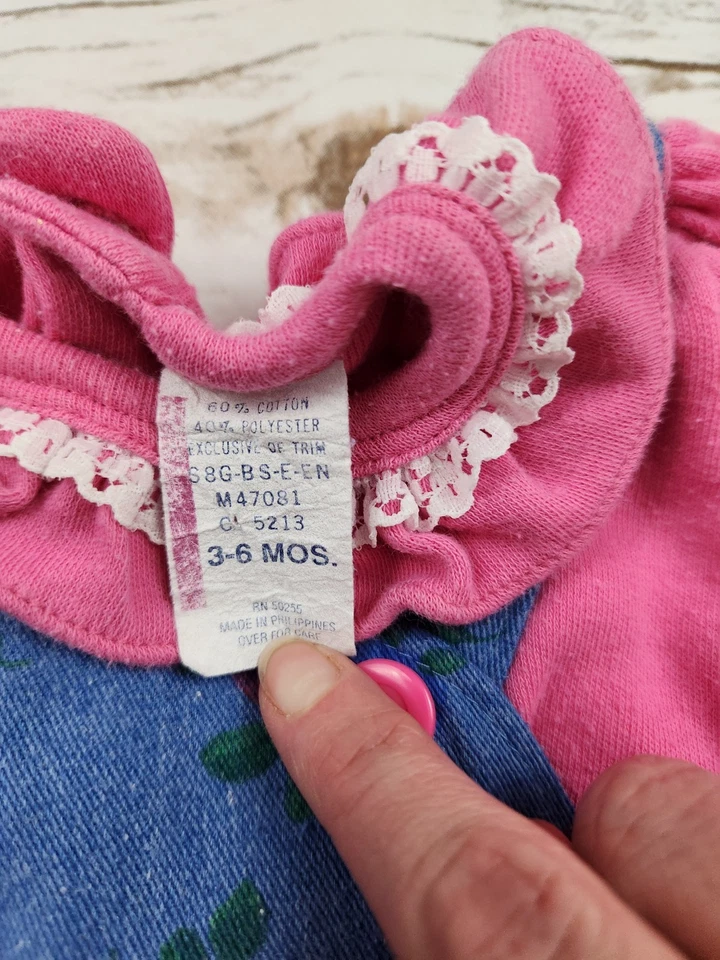 60% COTTON
40% POLYESTER
EXCLUSIVE OF TRIM
S8G-BS-E-EN
M47081
5213
3-6 MOS.
RN 50255
MADE IN PHILIPPINES
OVER FOR CARE